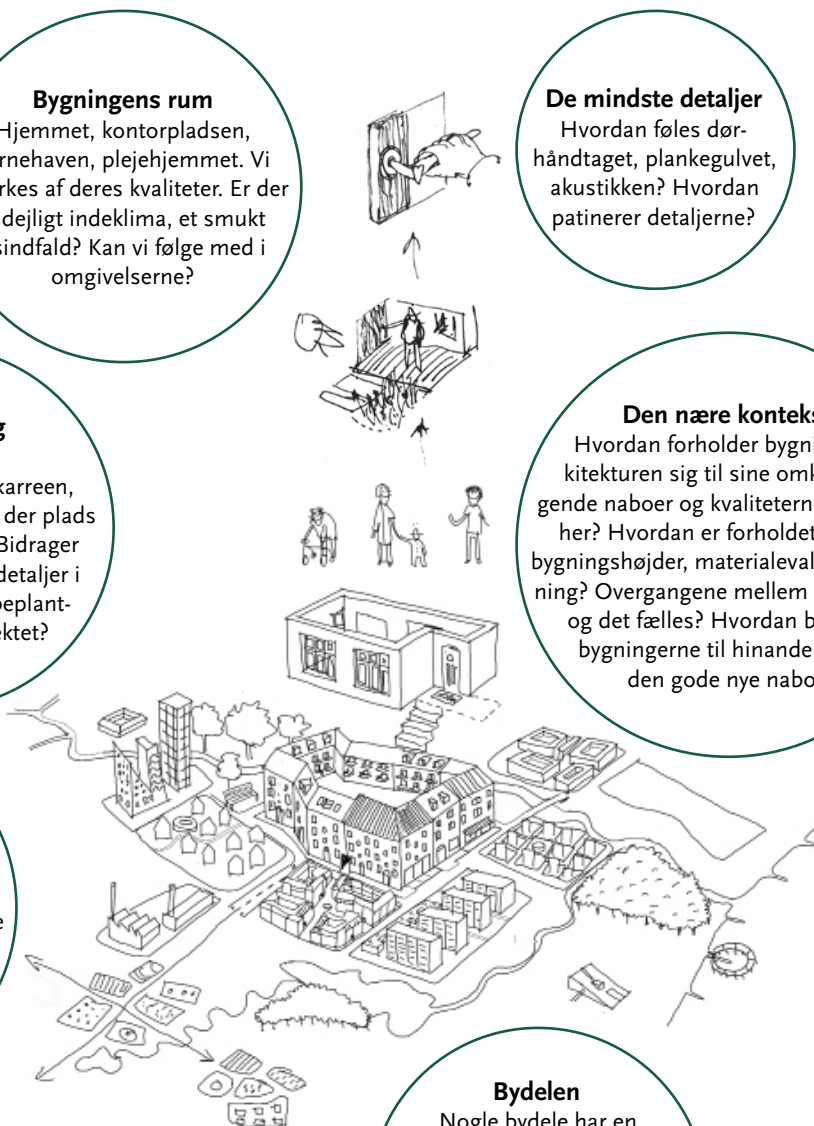 Bygningens rum
Hjemmet, kontorpladsen,
rnehaven, plejehjemmet. Vi
rkes af deres kvaliteter. Er der
dejligt indeklima, et smukt
sindfald? Kan vi følge med i
omgivelserne?
De mindste detaljer
Hvordan føles dør-
håndtaget, plankegulvet,
akustikken? Hvordan
patinerer detaljerne?
g
karreen,
der plads
Bidrager
detaljer i
beplant-
ektet?
Den nære konteks
Hvordan forholder bygni
kitekturen sig til sine omk
gende naboer og kvalitetern
her? Hvordan er forholdet
bygningshøjder, materialeval
ning? Overgangene mellem
og det fælles? Hvordan b
bygningerne til hinande
den gode nye nabo
e
Bydelen
Nogle bydele har en